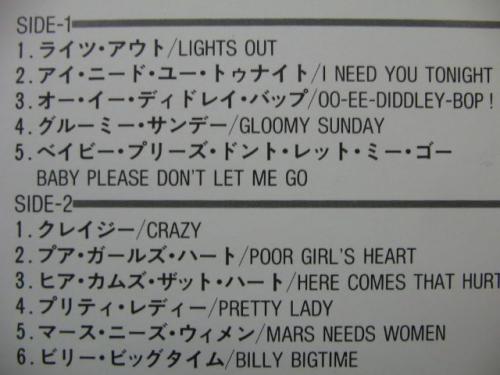 SIDE-1
1.ライツ・アウト/LIGHTS OUT
2.アイ・ニード・ユー・トゥナイト/I NEED YOU TONIGHT
3.オー・イー・ディドレイ・バップ/OO-EE-DIDDLEY-BOP!
4.グルーミー・サンデー/GLOOMY SUNDAY
5.ベイビー・プリーズ・ドント・レット・ミー・ゴー
BABY PLEASE DON'T LET ME GO
SIDE-2
1.クレイジー/CRAZY
2.プア・ガールズ・ハート/POOR GIRL'S HEART
3.ヒア・カムズ・ザット・ハート/HERE COMES THAT HURT
4.プリティ・レディー/PRETTY LADY
5.マース・ニーズ・ウィメン/MARS NEEDS WOMEN
6.ビリー・ビッグタイム/BILLY BIGTIME